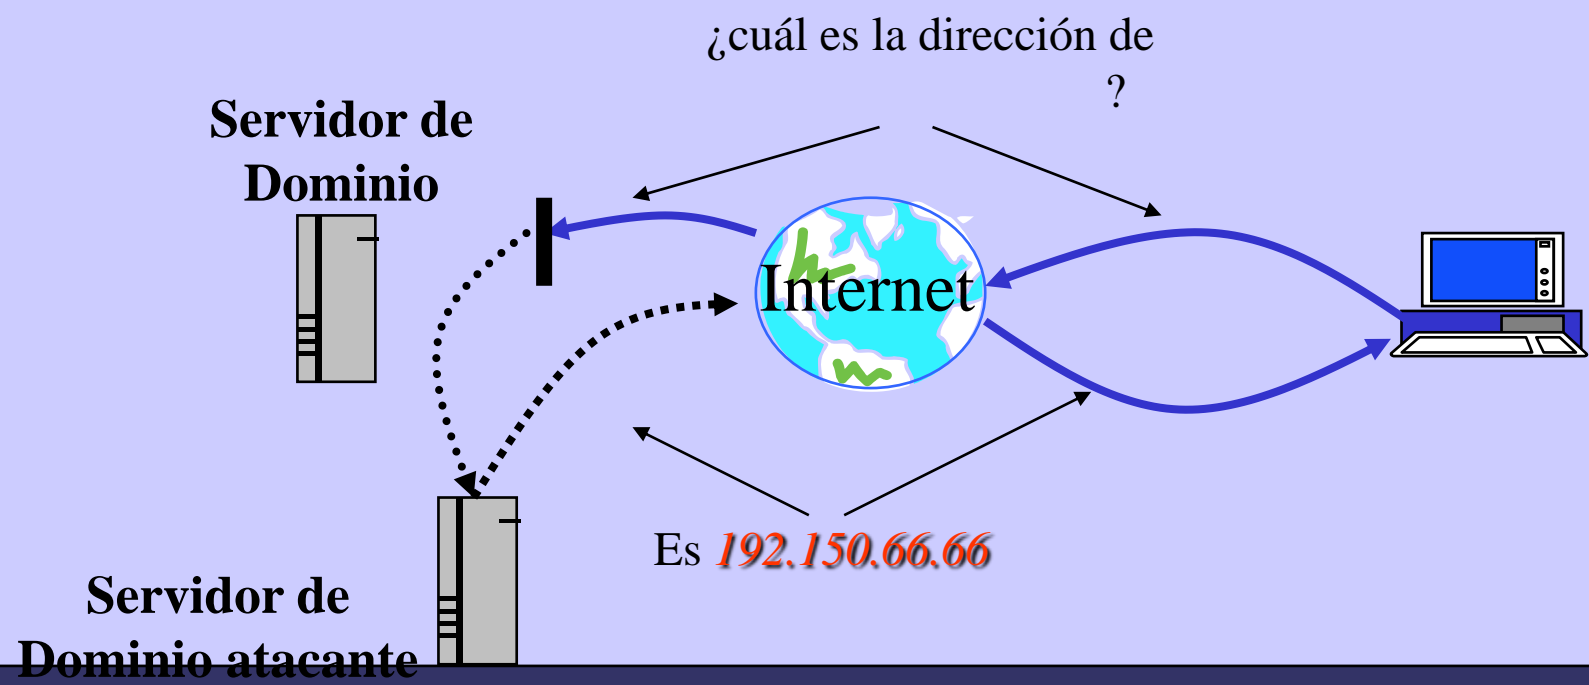 ¿cuál es la dirección de
?
Servidor de
Dominio
Internet
Es 192.150.66.66
Servidor de
Dominio atacante